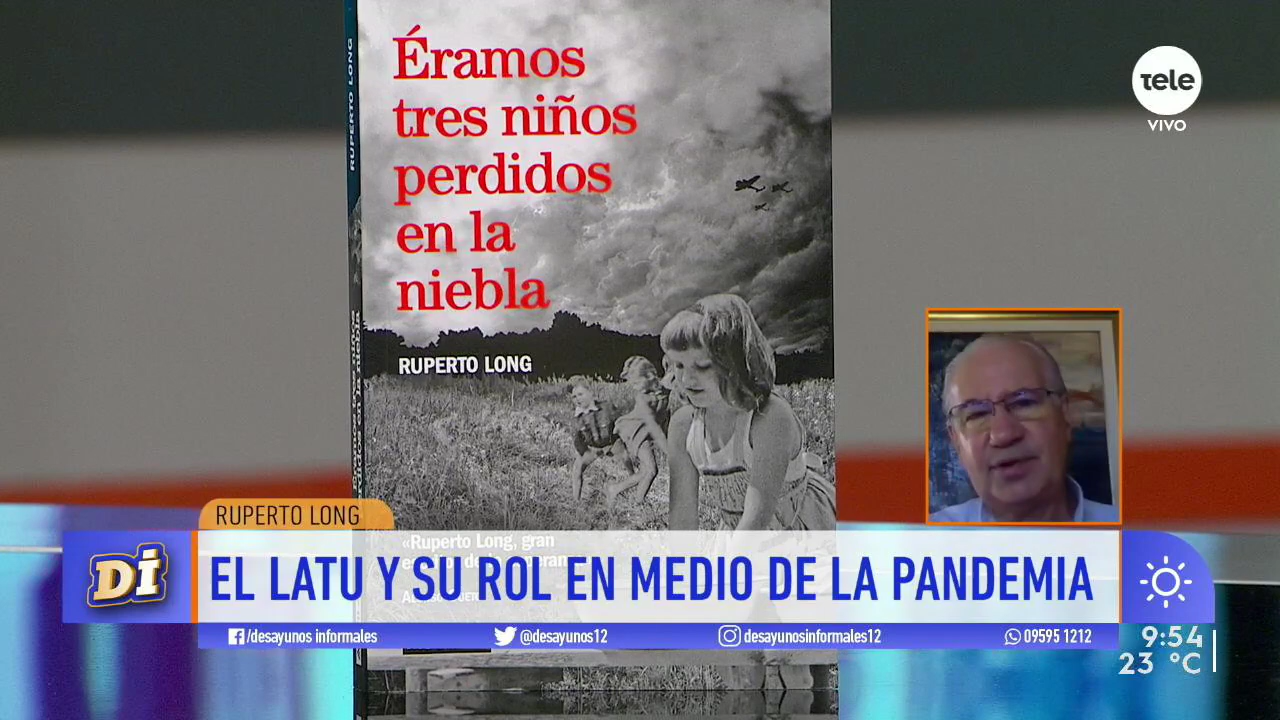 Éramos
tres niños
perdidos
en la
niebla
RUPERTO LONG
RUPERTO LONG
tele
VIVO
RUPERTO LONG
«Ruperto Long, gran
DI
EL LATU Y SU ROL EN MEDIO DE LA PANDEMIA
/desayunos informales
@desayunos12
desayunosinformales12
09595 1212
9:54
23 °C